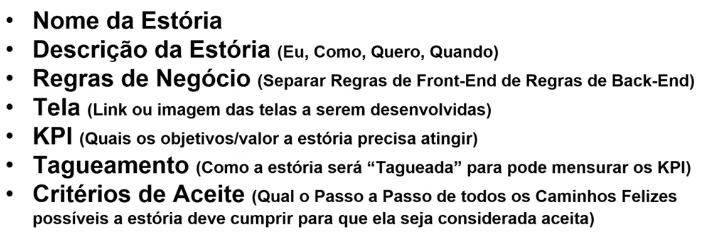 • Nome da Estória
• Descrição da Estória (Eu, Como, Quero, Quando)
• Regras de Negócio (Separar Regras de Front-End de Regras de Back-End)
• Tela (Link ou imagem das telas a serem desenvolvidas)
• KPI (Quais os objetivos/valor a estória precisa atingir)
• Tagueamento (Como a estória será “Tagueada” para pode mensurar os KPI)
• Critérios de Aceite (Qual o Passo a Passo de todos os Caminhos Felizes
possíveis a estória deve cumprir para que ela seja considerada aceita)